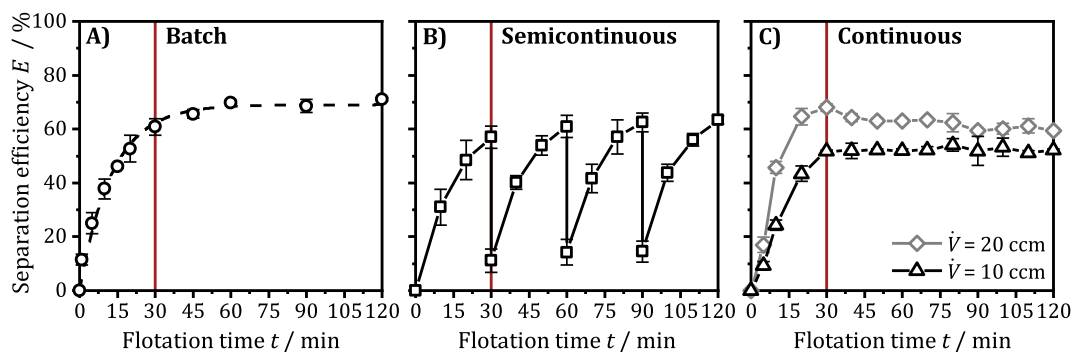 Separation efficiency E / %
100
80
60
40
20
0
A) Batch
0 15 30 45 60 75 90 105 120
Flotation time t / min
B) Semicontinuous
0 15 30 45 60 75 90 105 120
Flotation time t / min
C) Continuous
V̇ = 20 ccm
V̇ = 10 ccm
0 15 30 45 60 75 90 105 120
Flotation time t / min